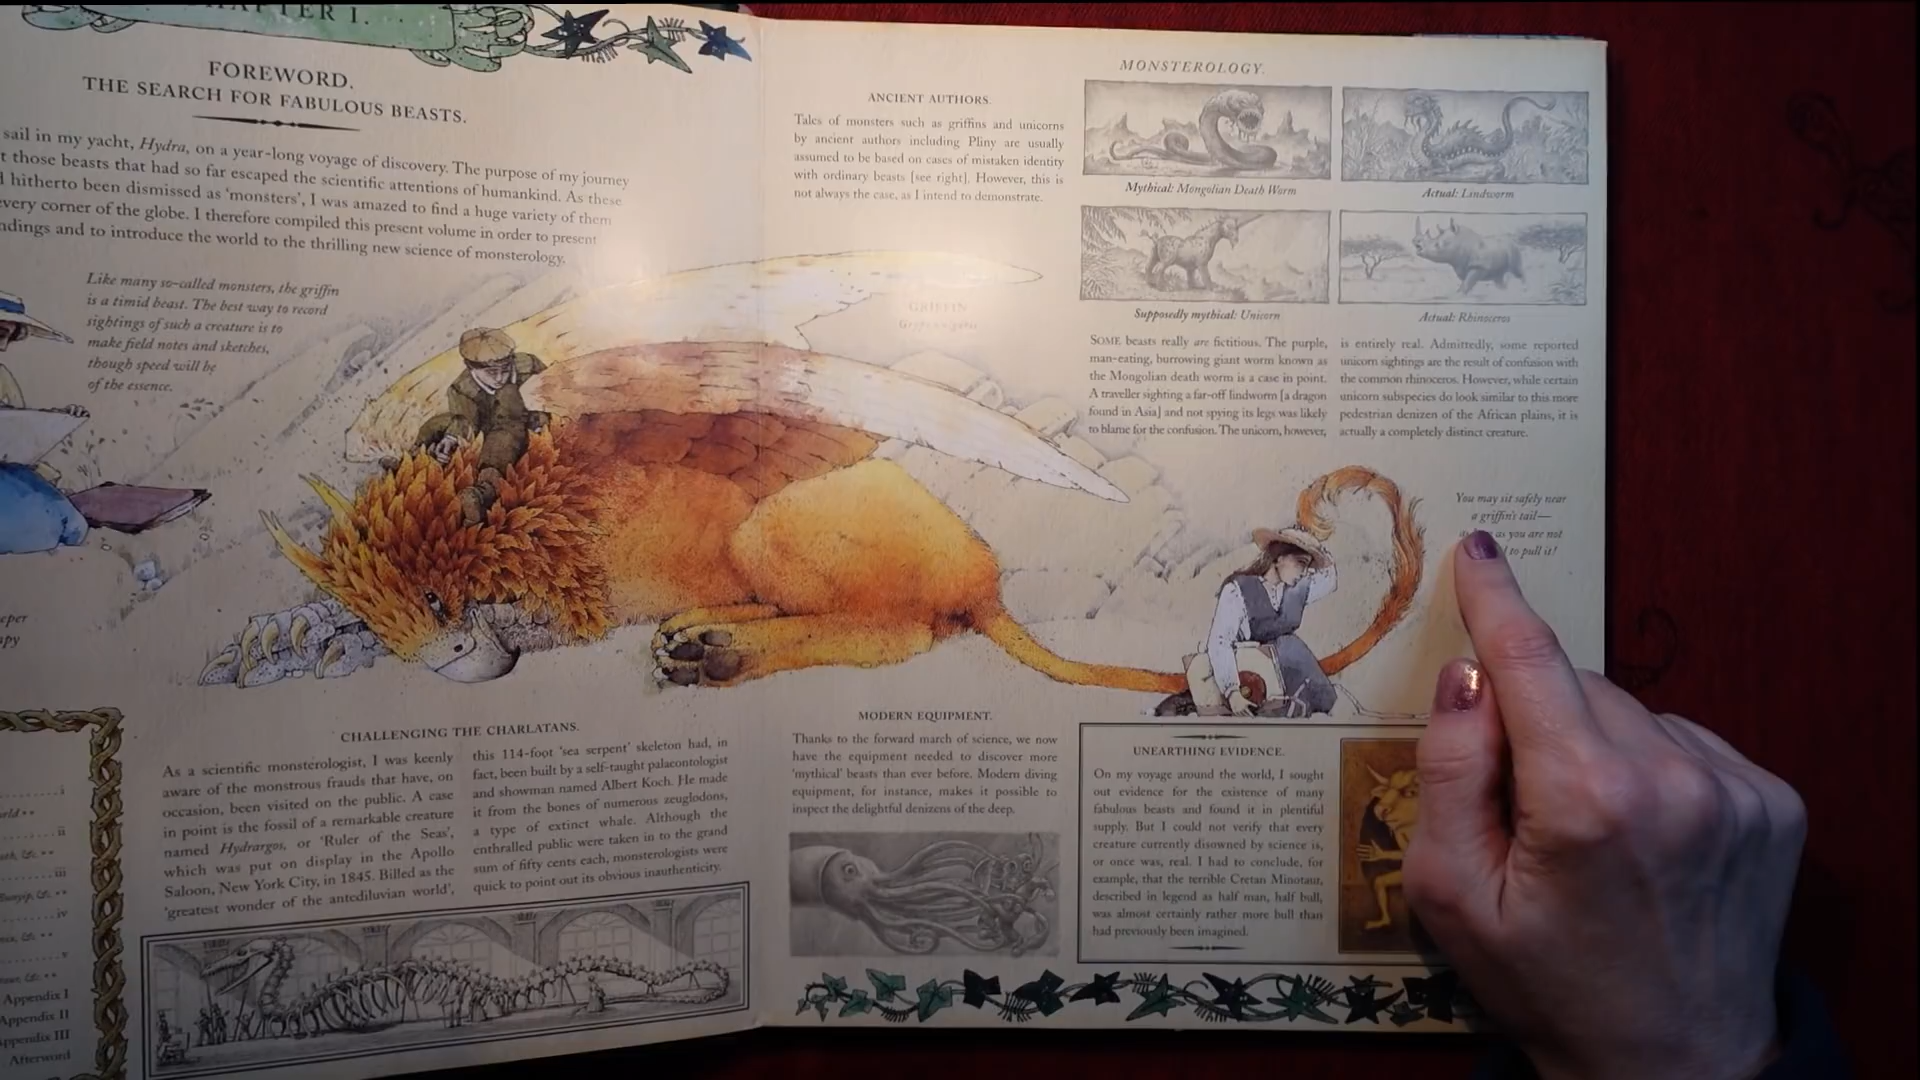 CHAPTER I.
FOREWORD.
THE SEARCH FOR FABULOUS BEASTS.
sail in my yacht, Hydra, on a year-long voyage of discovery. The purpose of my journey
those beasts that had so far escaped the scientific attentions of humankind. As these
hitherto been dismissed as 'monsters', I was amazed to find a huge variety of them
every corner of the globe. I therefore compiled this present volume in order to present
and to introduce the world to the thrilling new science of monsterology.
Like many so-called monsters, the griffin
is a timid beast. The best way to record
sightings of such a creature is to
make field notes and sketches,
though speed will be
of the essence.
CHALLENGING THE CHARLATANS.
As a scientific monsterologist, I was keenly
aware of the monstrous frauds that have, on
occasion, been visited on the public. A case
in point is the fossil of a remarkable creature
named Hydrargos, or 'Ruler of the Seas',
which was put on display in the Apollo
Saloon, New York City, in 1845. Billed as the
'greatest wonder of the antediluvian world',
this 114-foot 'sea serpent' skeleton had, in
fact, been built by a self-taught palaeontologist
and showman named Albert Koch. He made
it from the bones of numerous zeuglodons,
a type of extinct whale. Although the
enthralled public were taken in to the grand
sum of fifty cents each, monsterologists were
quick to point out its obvious inauthenticity.
i
ii
iii
iv
v
Appendix I
Appendix II
Appendix III
Afterword
MONSTEROLOGY.
ANCIENT AUTHORS.
Tales of monsters such as griffins and unicorns
by ancient authors including Pliny are usually
assumed to be based on cases of mistaken identity
with ordinary beasts [see right]. However, this is
not always the case, as I intend to demonstrate.
GRIFFIN
Mythical: Mongolian Death Worm
Actual: Lindworm
Supposedly mythical: Unicorn
Actual: Rhinoceros
SOME beasts really are fictitious. The purple,
man-eating, burrowing giant worm known as
the Mongolian death worm is a case in point.
A traveller sighting a far-off lindworm [a dragon
found in Asia] and not spying its legs was likely
to blame for the confusion. The unicorn, however,
is entirely real. Admittedly, some reported
unicorn sightings are the result of confusion with
the common rhinoceros. However, while certain
unicorn subspecies do look similar to this more
pedestrian denizen of the African plains, it is
actually a completely distinct creature.
You may sit safely near
a griffin's tail—
as you are not
to pull it!
MODERN EQUIPMENT.
Thanks to the forward march of science, we now
have the equipment needed to discover more
'mythical' beasts than ever before. Modern diving
equipment, for instance, makes it possible to
inspect the delightful denizens of the deep.
UNEARTHING EVIDENCE.
On my voyage around the world, I sought
out evidence for the existence of many
fabulous beasts and found it in plentiful
supply. But I could not verify that every
creature currently disowned by science is,
or once was, real. I had to conclude, for
example, that the terrible Cretan Minotaur,
described in legend as half man, half bull,
was almost certainly rather more bull than
had previously been imagined.